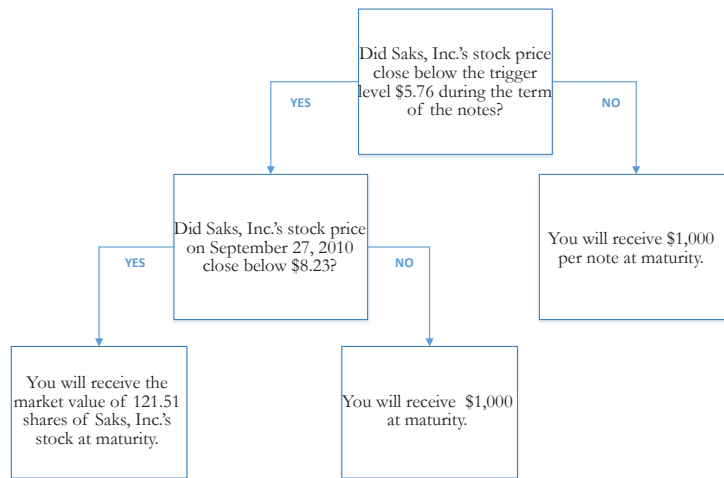 Did Saks, Inc.'s stock price
close below the trigger
level $5.76 during the term
of the notes?
YES
NO
Did Saks, Inc.'s stock price
on September 27, 2010
close below $8.23?
You will receive $1,000
per note at maturity.
YES
NO
You will receive the
market value of 121.51
shares of Saks, Inc.'s
stock at maturity.
You will receive $1,000
at maturity.